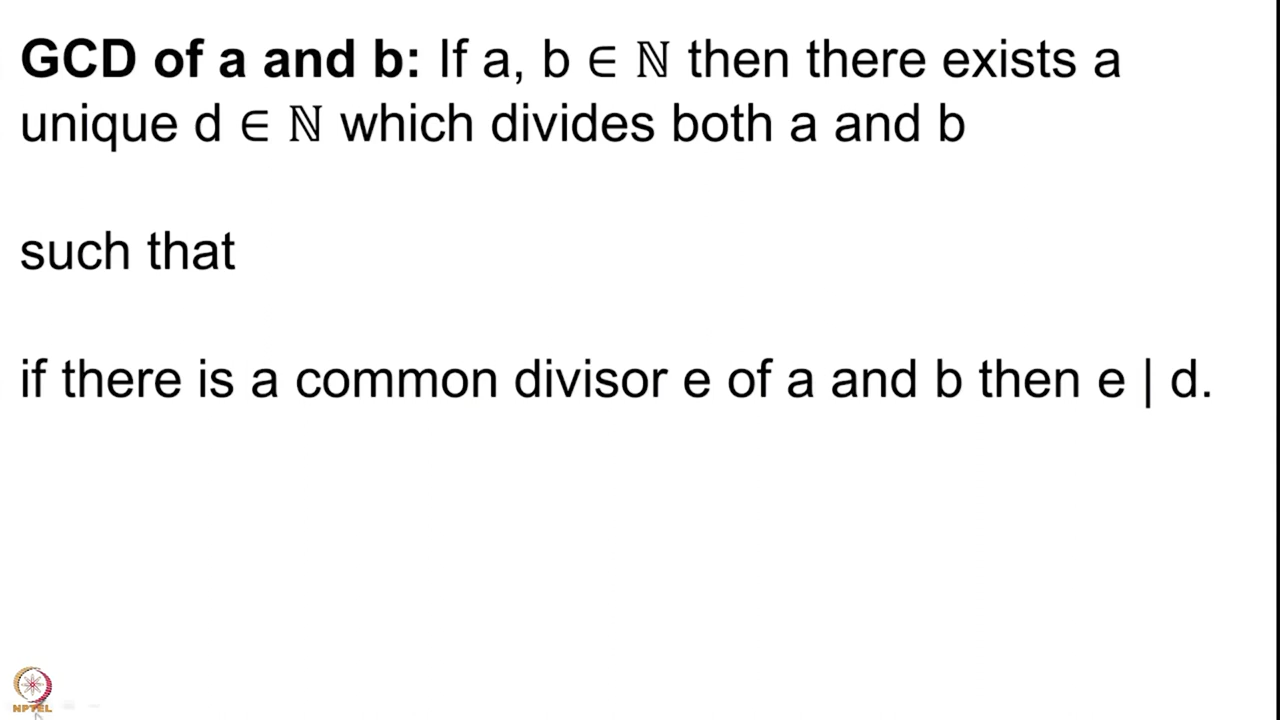 GCD of a and b: If a, b ∈ ℕ then there exists a
unique d ∈ ℕ which divides both a and b
such that
if there is a common divisor e of a and b then e | d.
NPTEL